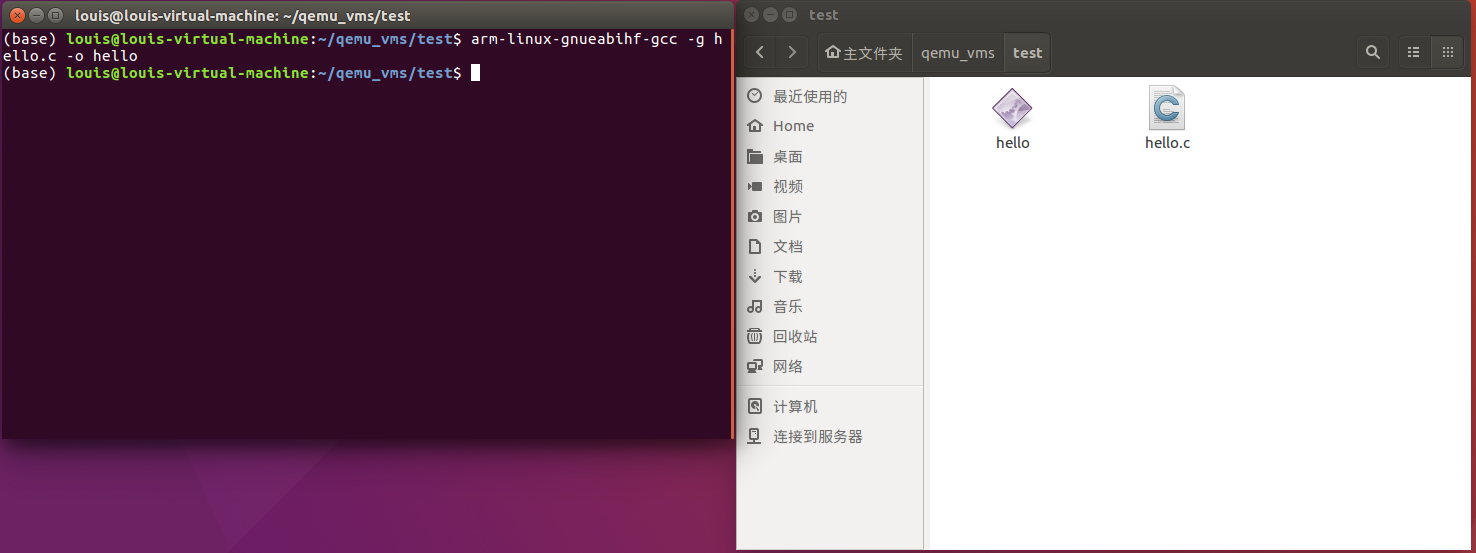 louis@louis-virtual-machine: ~/qemu_vms/test
(base) louis@louis-virtual-machine:~/qemu_vms/test$ arm-linux-gnueabihf-gcc -g h
ello.c -o hello
(base) louis@louis-virtual-machine:~/qemu_vms/test$
test
主文件夹 qemu_vms test
最近使用的
Home
桌面
视频
图片
文档
下载
音乐
回收站
网络
计算机
连接到服务器
hello hello.c